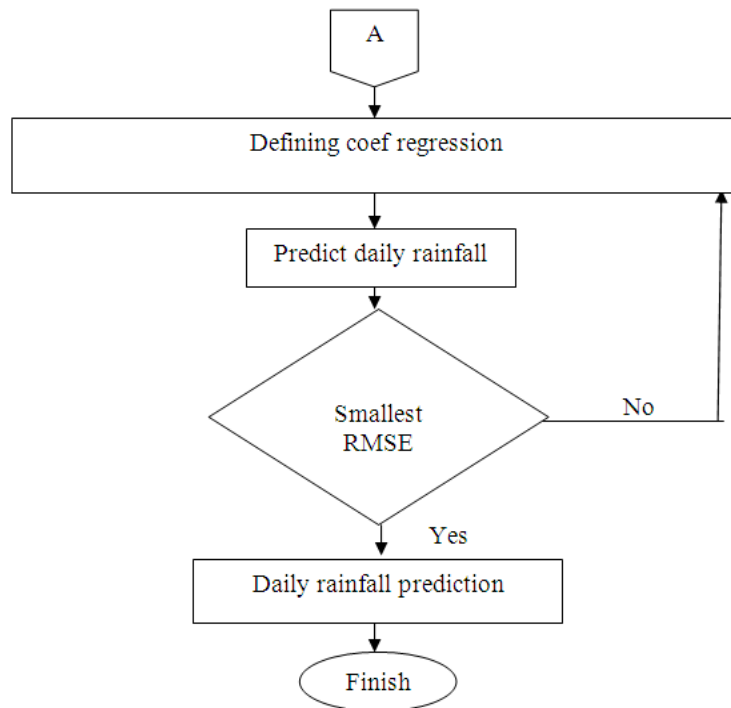 A
Defining coef regression
Predict daily rainfall
Smallest
RMSE
No
Yes
Daily rainfall prediction
Finish